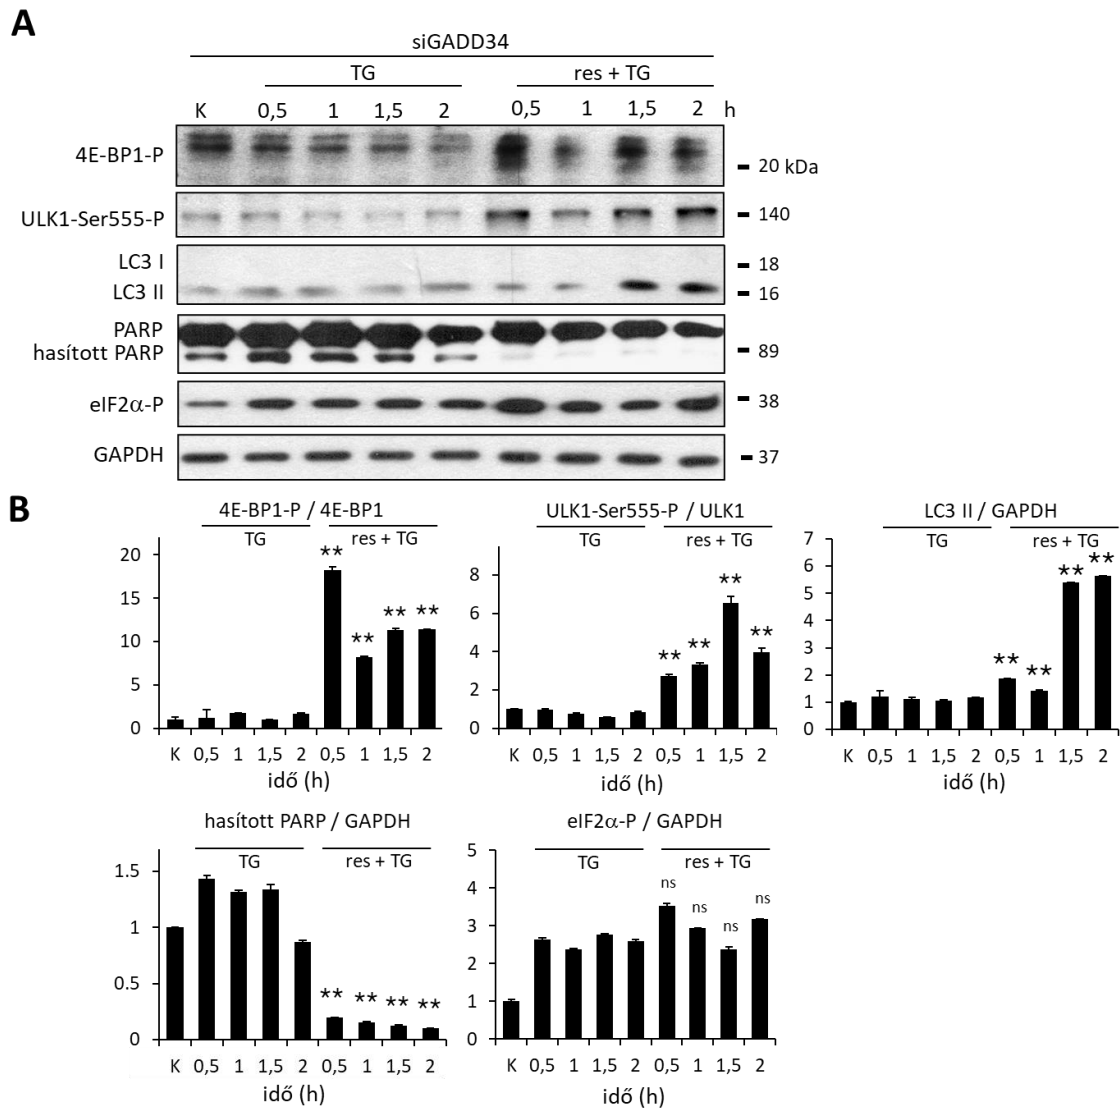 A
siGADD34
TG res + TG
K 0,5 1 1,5 2 0,5 1 1,5 2 h
4E-BP1-P
20 kDa
ULK1-Ser555-P
140
LC3 I
18
LC3 II
16
PARP
hasított PARP
89
eIF2α-P
38
GAPDH
37
B
4E-BP1-P / 4E-BP1
TG res + TG
20
15
10
5
0
** ** ** **
K 0,5 1 1,5 2 0,5 1 1,5 2
idő (h)
ULK1-Ser555-P / ULK1
TG res + TG
8
6
4
2
0
** ** ** **
K 0,5 1 1,5 2 0,5 1 1,5 2
idő (h)
LC3 II / GAPDH
TG res + TG
7
6
5
4
3
2
1
0
** ** ** **
K 0,5 1 1,5 2 0,5 1 1,5 2
idő (h)
hasított PARP / GAPDH
TG res + TG
1.5
1
0.5
0
** ** ** **
K 0,5 1 1,5 2 0,5 1 1,5 2
idő (h)
eIF2α-P / GAPDH
TG res + TG
5
4
3
2
1
0
ns ns ns ns
K 0,5 1 1,5 2 0,5 1 1,5 2
idő (h)